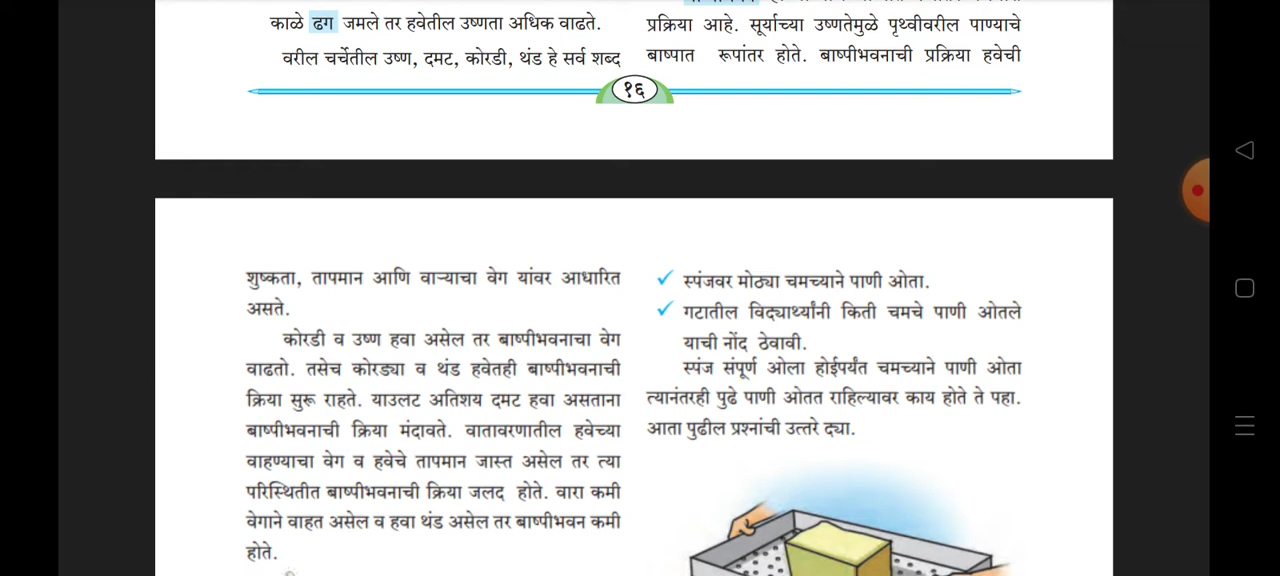 काळे ढग जमले तर हवेतील उष्णता अधिक वाढते.
वरील चर्चेतील उष्ण, दमट, कोरडी, थंड हे सर्व शब्द
प्रक्रिया आहे. सूर्याच्या उष्णतेमुळे पृथ्वीवरील पाण्याचे
बाष्पात रूपांतर होते. बाष्पीभवनाची प्रक्रिया हवेची
१६
शुष्कता, तापमान आणि वाऱ्याचा वेग यांवर आधारित
असते.
कोरडी व उष्ण हवा असेल तर बाष्पीभवनाचा वेग
वाढतो. तसेच कोरड्या व थंड हवेतही बाष्पीभवनाची
क्रिया सुरू राहते. याउलट अतिशय दमट हवा असताना
बाष्पीभवनाची क्रिया मंदावते. वातावरणातील हवेच्या
वाहण्याचा वेग व हवेचे तापमान जास्त असेल तर त्या
परिस्थितीत बाष्पीभवनाची क्रिया जलद होते. वारा कमी
वेगाने वाहत असेल व हवा थंड असेल तर बाष्पीभवन कमी
होते.
✓ स्पंजवर मोठ्या चमच्याने पाणी ओता.
✓ गटातील विद्यार्थ्यांनी किती चमचे पाणी ओतले
याची नोंद ठेवावी.
स्पंज संपूर्ण ओला होईपर्यंत चमच्याने पाणी ओता
त्यानंतरही पुढे पाणी ओतत राहिल्यावर काय होते ते पहा.
आता पुढील प्रश्नांची उत्तरे द्या.